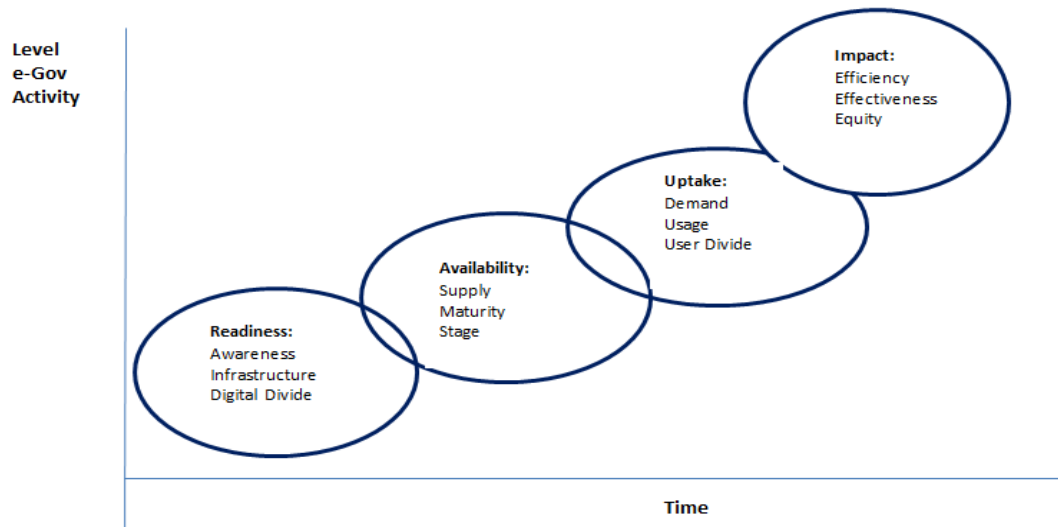 Level
e-Gov
Activity
Impact:
Efficiency
Effectiveness
Equity
Uptake:
Demand
Usage
User Divide
Availability:
Supply
Maturity
Stage
Readiness:
Awareness
Infrastructure
Digital Divide
Time